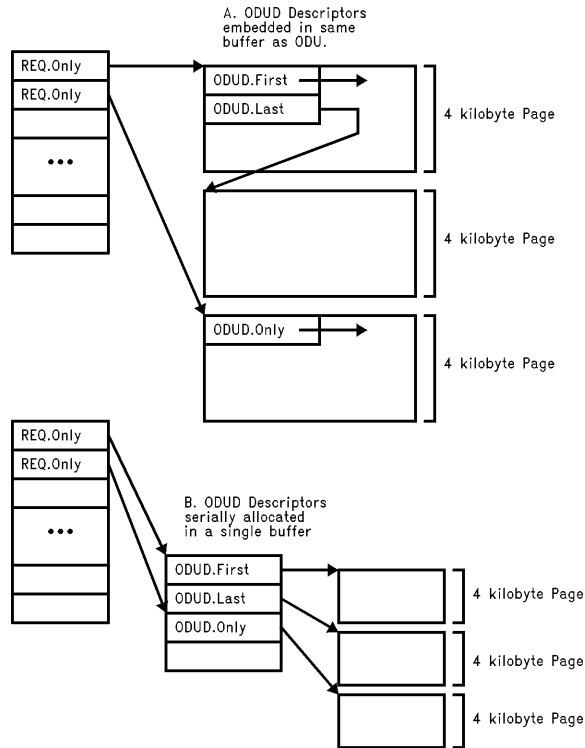 A. ODUD Descriptors
embedded in same
buffer as ODU.
REQ.Only
REQ.Only
•••
ODUD.First
ODUD.Last
4 kilobyte Page
4 kilobyte Page
ODUD.Only
4 kilobyte Page
REQ.Only
REQ.Only
•••
B. ODUD Descriptors
serially allocated
in a single buffer
ODUD.First
ODUD.Last
ODUD.Only
4 kilobyte Page
4 kilobyte Page
4 kilobyte Page